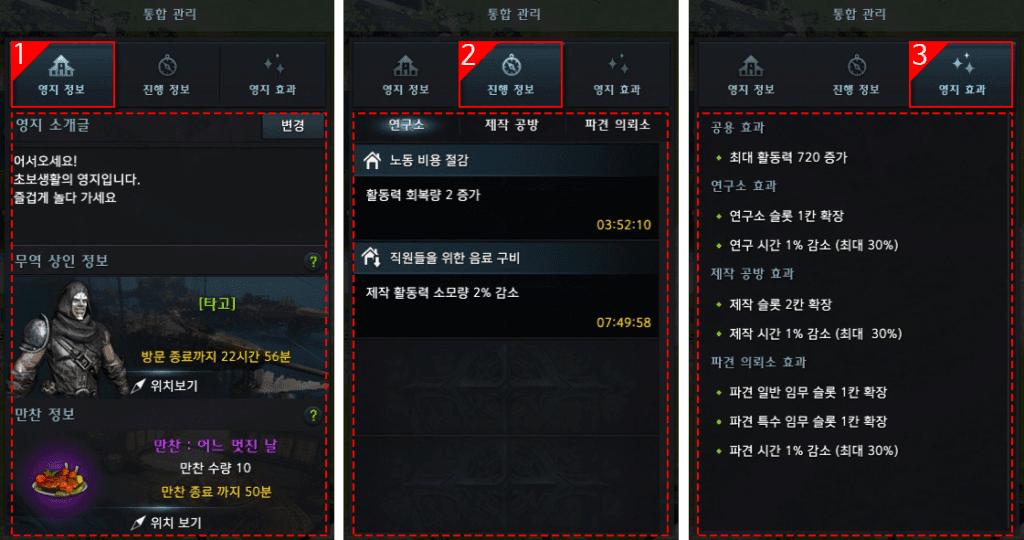 통합 관리
1
영지 정보
진행 정보
영지 효과
영지 소개글
변경
어서오세요!
초보생활의 영지입니다.
즐겁게 놀다 가세요
무역 상인 정보
?
[타고]
방문 종료까지 22시간 56분
위치보기
만찬 정보
?
만찬 : 어느 멋진 날
만찬 수량 10
만찬 종료 까지 50분
위치 보기
통합 관리
2
영지 정보
진행 정보
영지 효과
연구소
제작 공방
파견 의뢰소
노동 비용 절감
활동력 회복량 2 증가
03:52:10
직원들을 위한 음료 구비
제작 활동력 소모량 2% 감소
07:49:58
통합 관리
3
영지 정보
진행 정보
영지 효과
공용 효과
최대 활동력 720 증가
연구소 효과
연구소 슬롯 1칸 확장
연구 시간 1% 감소 (최대 30%)
제작 공방 효과
제작 슬롯 2칸 확장
제작 시간 1% 감소 (최대  30%)
파견 의뢰소 효과
파견 일반 임무 슬롯 1칸 확장
파견 특수 임무 슬롯 1칸 확장
파견 시간 1% 감소 (최대 30%)